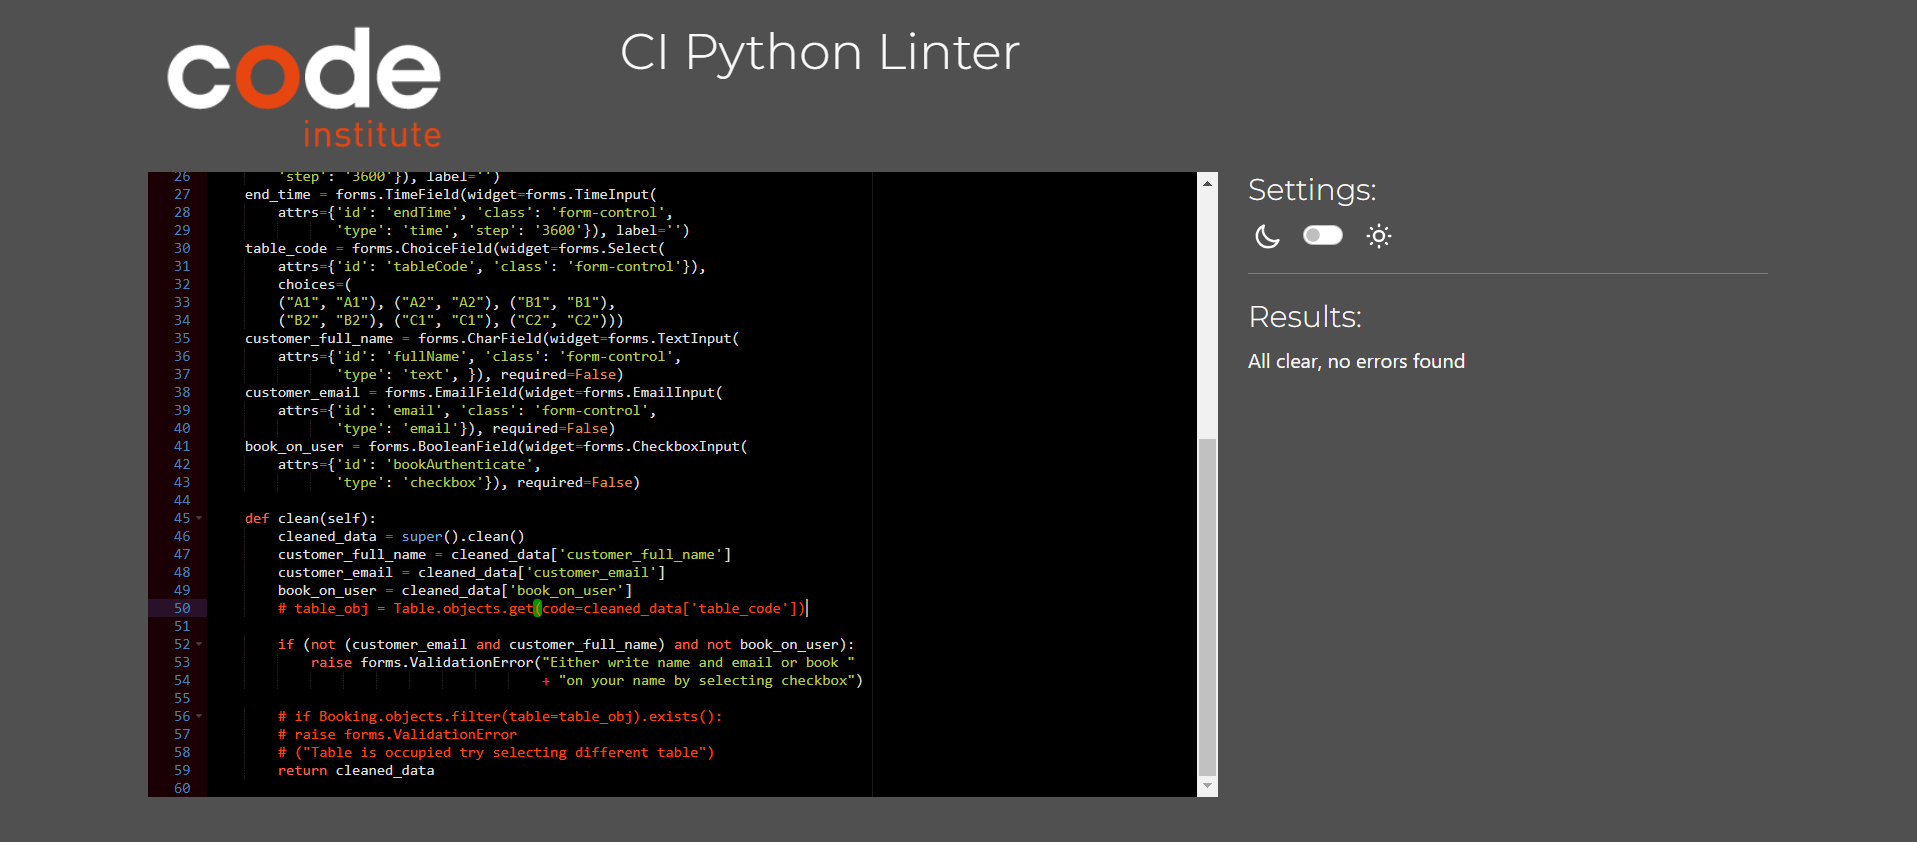 code
institute
CI Python Linter
26 'step': '3600'}), label='')
27 end_time = forms.TimeField(widget=forms.TimeInput(
28 attrs={'id': 'endTime', 'class': 'form-control',
29 'type': 'time', 'step': '3600'}), label='')
30 table_code = forms.ChoiceField(widget=forms.Select(
31 attrs={'id': 'tableCode', 'class': 'form-control'}),
32 choices=(
33 ("A1", "A1"), ("A2", "A2"), ("B1", "B1"),
34 ("B2", "B2"), ("C1", "C1"), ("C2", "C2")))
35 customer_full_name = forms.CharField(widget=forms.TextInput(
36 attrs={'id': 'fullName', 'class': 'form-control',
37 'type': 'text', }), required=False)
38 customer_email = forms.EmailField(widget=forms.EmailInput(
39 attrs={'id': 'email', 'class': 'form-control',
40 'type': 'email'}), required=False)
41 book_on_user = forms.BooleanField(widget=forms.CheckboxInput(
42 attrs={'id': 'bookAuthenticate',
43 'type': 'checkbox'}), required=False)
44
45 def clean(self):
46 cleaned_data = super().clean()
47 customer_full_name = cleaned_data['customer_full_name']
48 customer_email = cleaned_data['customer_email']
49 book_on_user = cleaned_data['book_on_user']
50 # table_obj = Table.objects.get(code=cleaned_data['table_code'])
51
52 if (not (customer_email and customer_full_name) and not book_on_user):
53 raise forms.ValidationError("Either write name and email or book "
54 + "on your name by selecting checkbox")
55
56 # if Booking.objects.filter(table=table_obj).exists():
57 # raise forms.ValidationError
58 # ("Table is occupied try selecting different table")
59 return cleaned_data
60
Settings:
Results:
All clear, no errors found